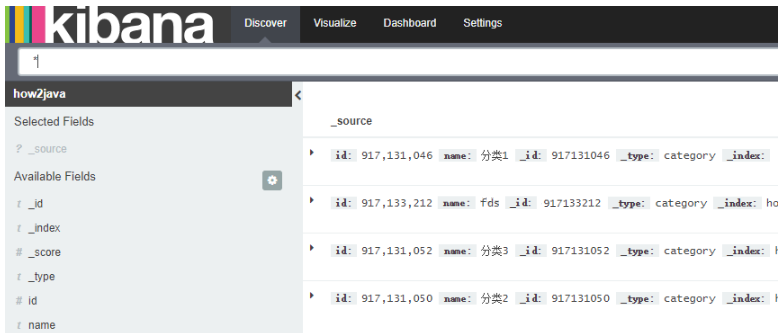 kibana Discover Visualize Dashboard Settings
*
how2java
_source
Selected Fields
? _source
id: 917,131,046 name: 分类1 _id: 917131046 _type: category _index:
Available Fields
t _id
id: 917,133,212 name: fds _id: 917133212 _type: category _index: ho
t _index
# _score
id: 917,131,052 name: 分类3 _id: 917131052 _type: category _index: h
t _type
# id
id: 917,131,050 name: 分类2 _id: 917131050 _type: category _index: h
t name